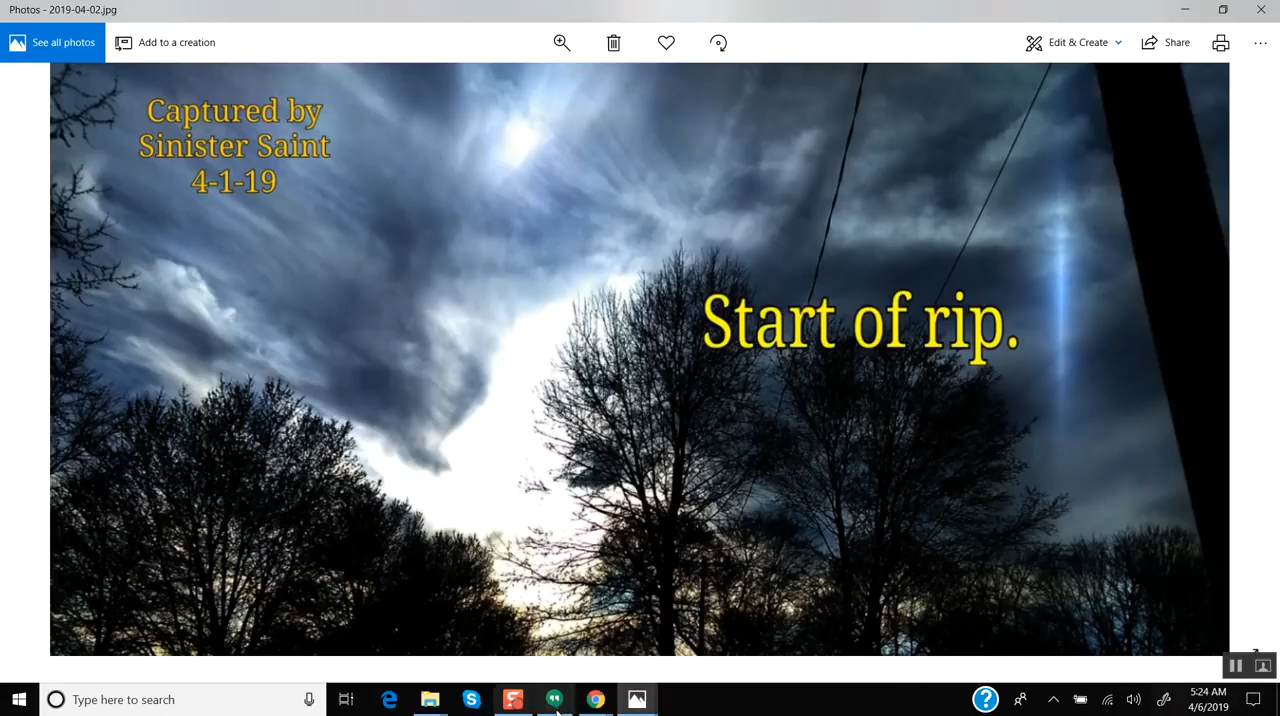 Photos - 2019-04-02.jpg
See all photos
Add to a creation
Edit & Create
Share
Captured by
Sinister Saint
4-1-19
Start of rip.
Type here to search
5:24 AM
4/6/2019